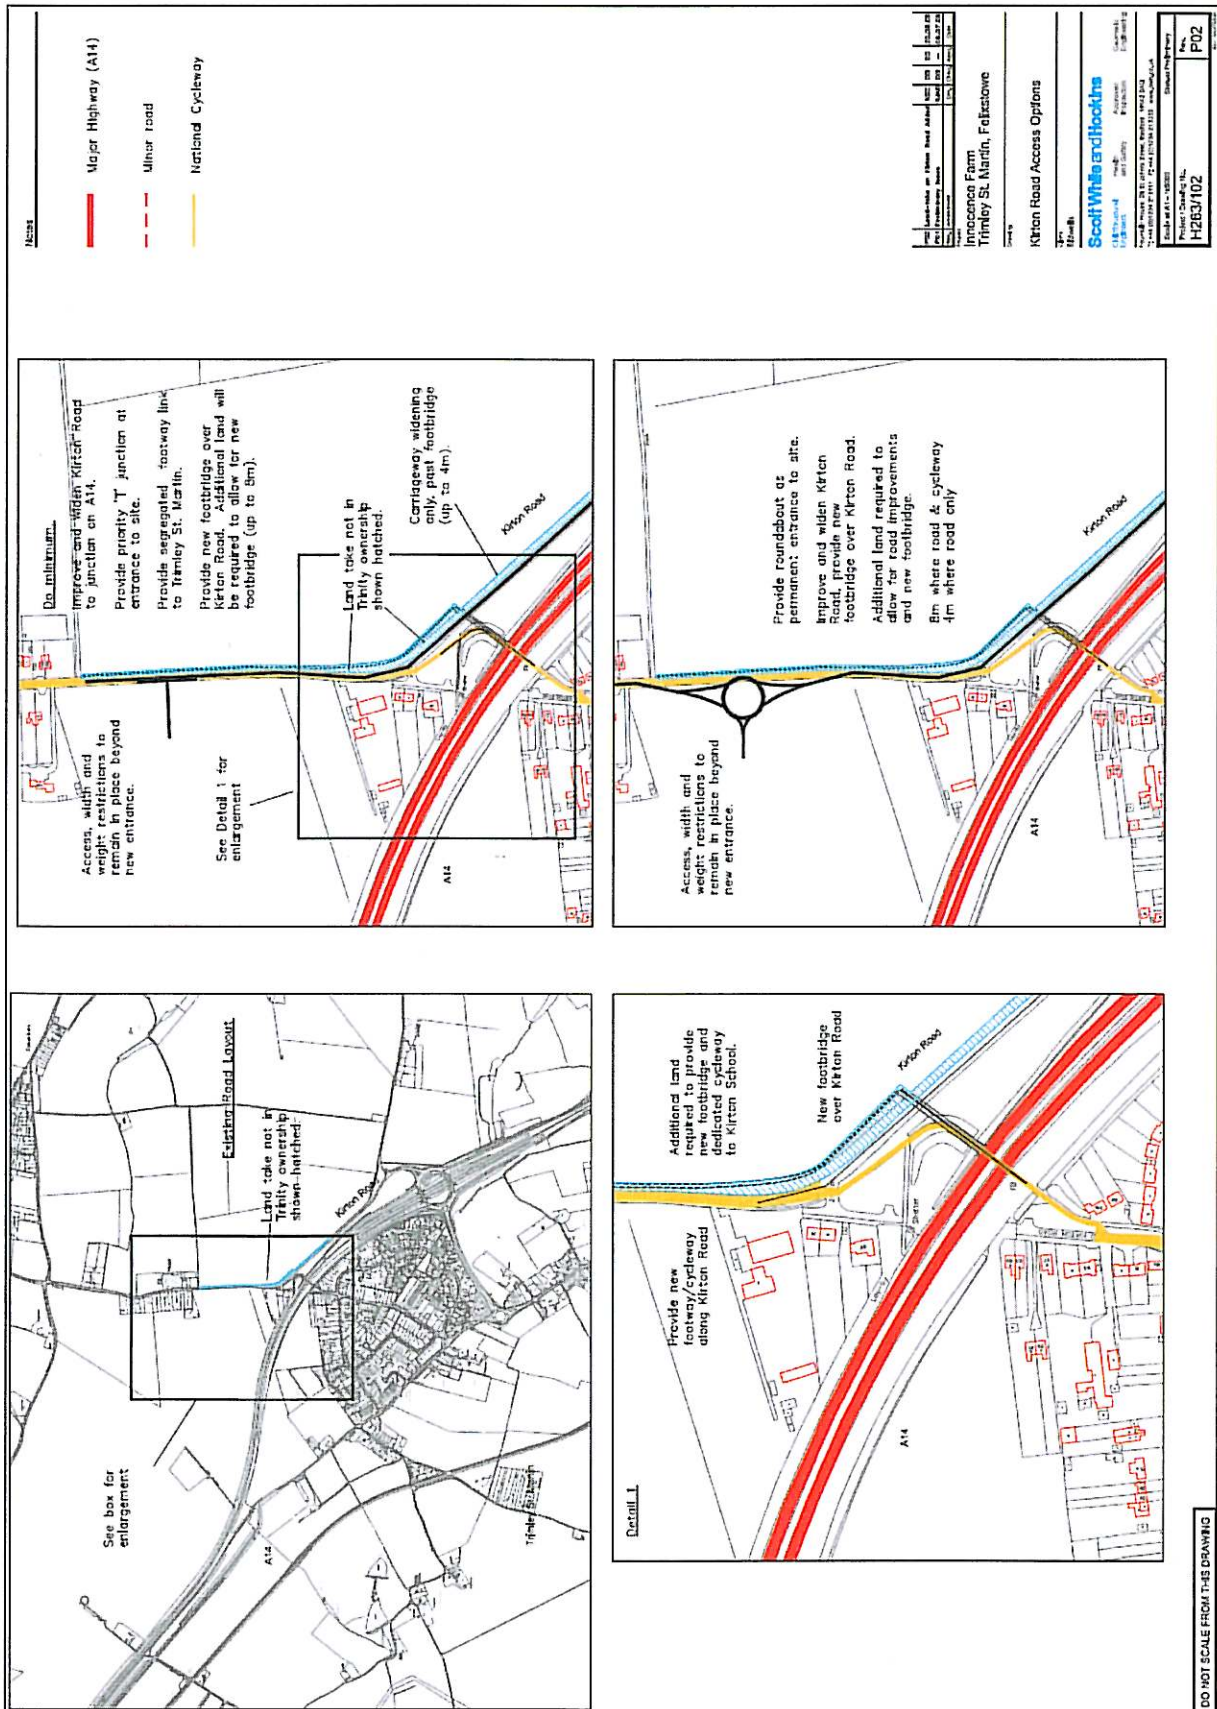 Existing Road Layout
Land take not in
Trinity ownership
shown hatched.
Kirton Road
See box for
enlargement
A14
Trimley St. Martin
Do minimum
Improve and Widen Kirton Road
to junction on A14.
Provide priority 'T' junction at
entrance to site.
Provide segregated footway link
to Trimley St. Martin.
Provide new footbridge over
Kirton Road. Additional land will
be required to allow for new
footbridge (up to 8m).
Land take not in
Trinity ownership
shown hatched.
Carriageway widening
only, past footbridge
(up to 4m).
Kirton Road
Access, width and
weight restrictions to
remain in place beyond
new entrance.
See Detail 1 for
enlargement
A14
Notes
Major Highway (A14)
Minor road
National Cycleway
Detail 1
Provide new
footway/cycleway
along Kirton Road
Additional land
required to provide
new footbridge and
dedicated cycleway
to Kirton School.
New footbridge
over Kirton Road
Kirton Road
Shelter
FB
A14
Provide roundabout as
permanent entrance to site.
Improve and widen Kirton
Road, provide new
footbridge over Kirton Road.
Additional land required to
allow for road improvements
and new footbridge.
8m where road & cycleway
4m where road only
Kirton Road
Access, width and
weight restrictions to
remain in place beyond
new entrance.
A14
Innocence Farm
Trimley St. Martin, Felixstowe
Kirton Road Access Options
Scott White and Hookins
H263/102
P02
DO NOT SCALE FROM THIS DRAWING